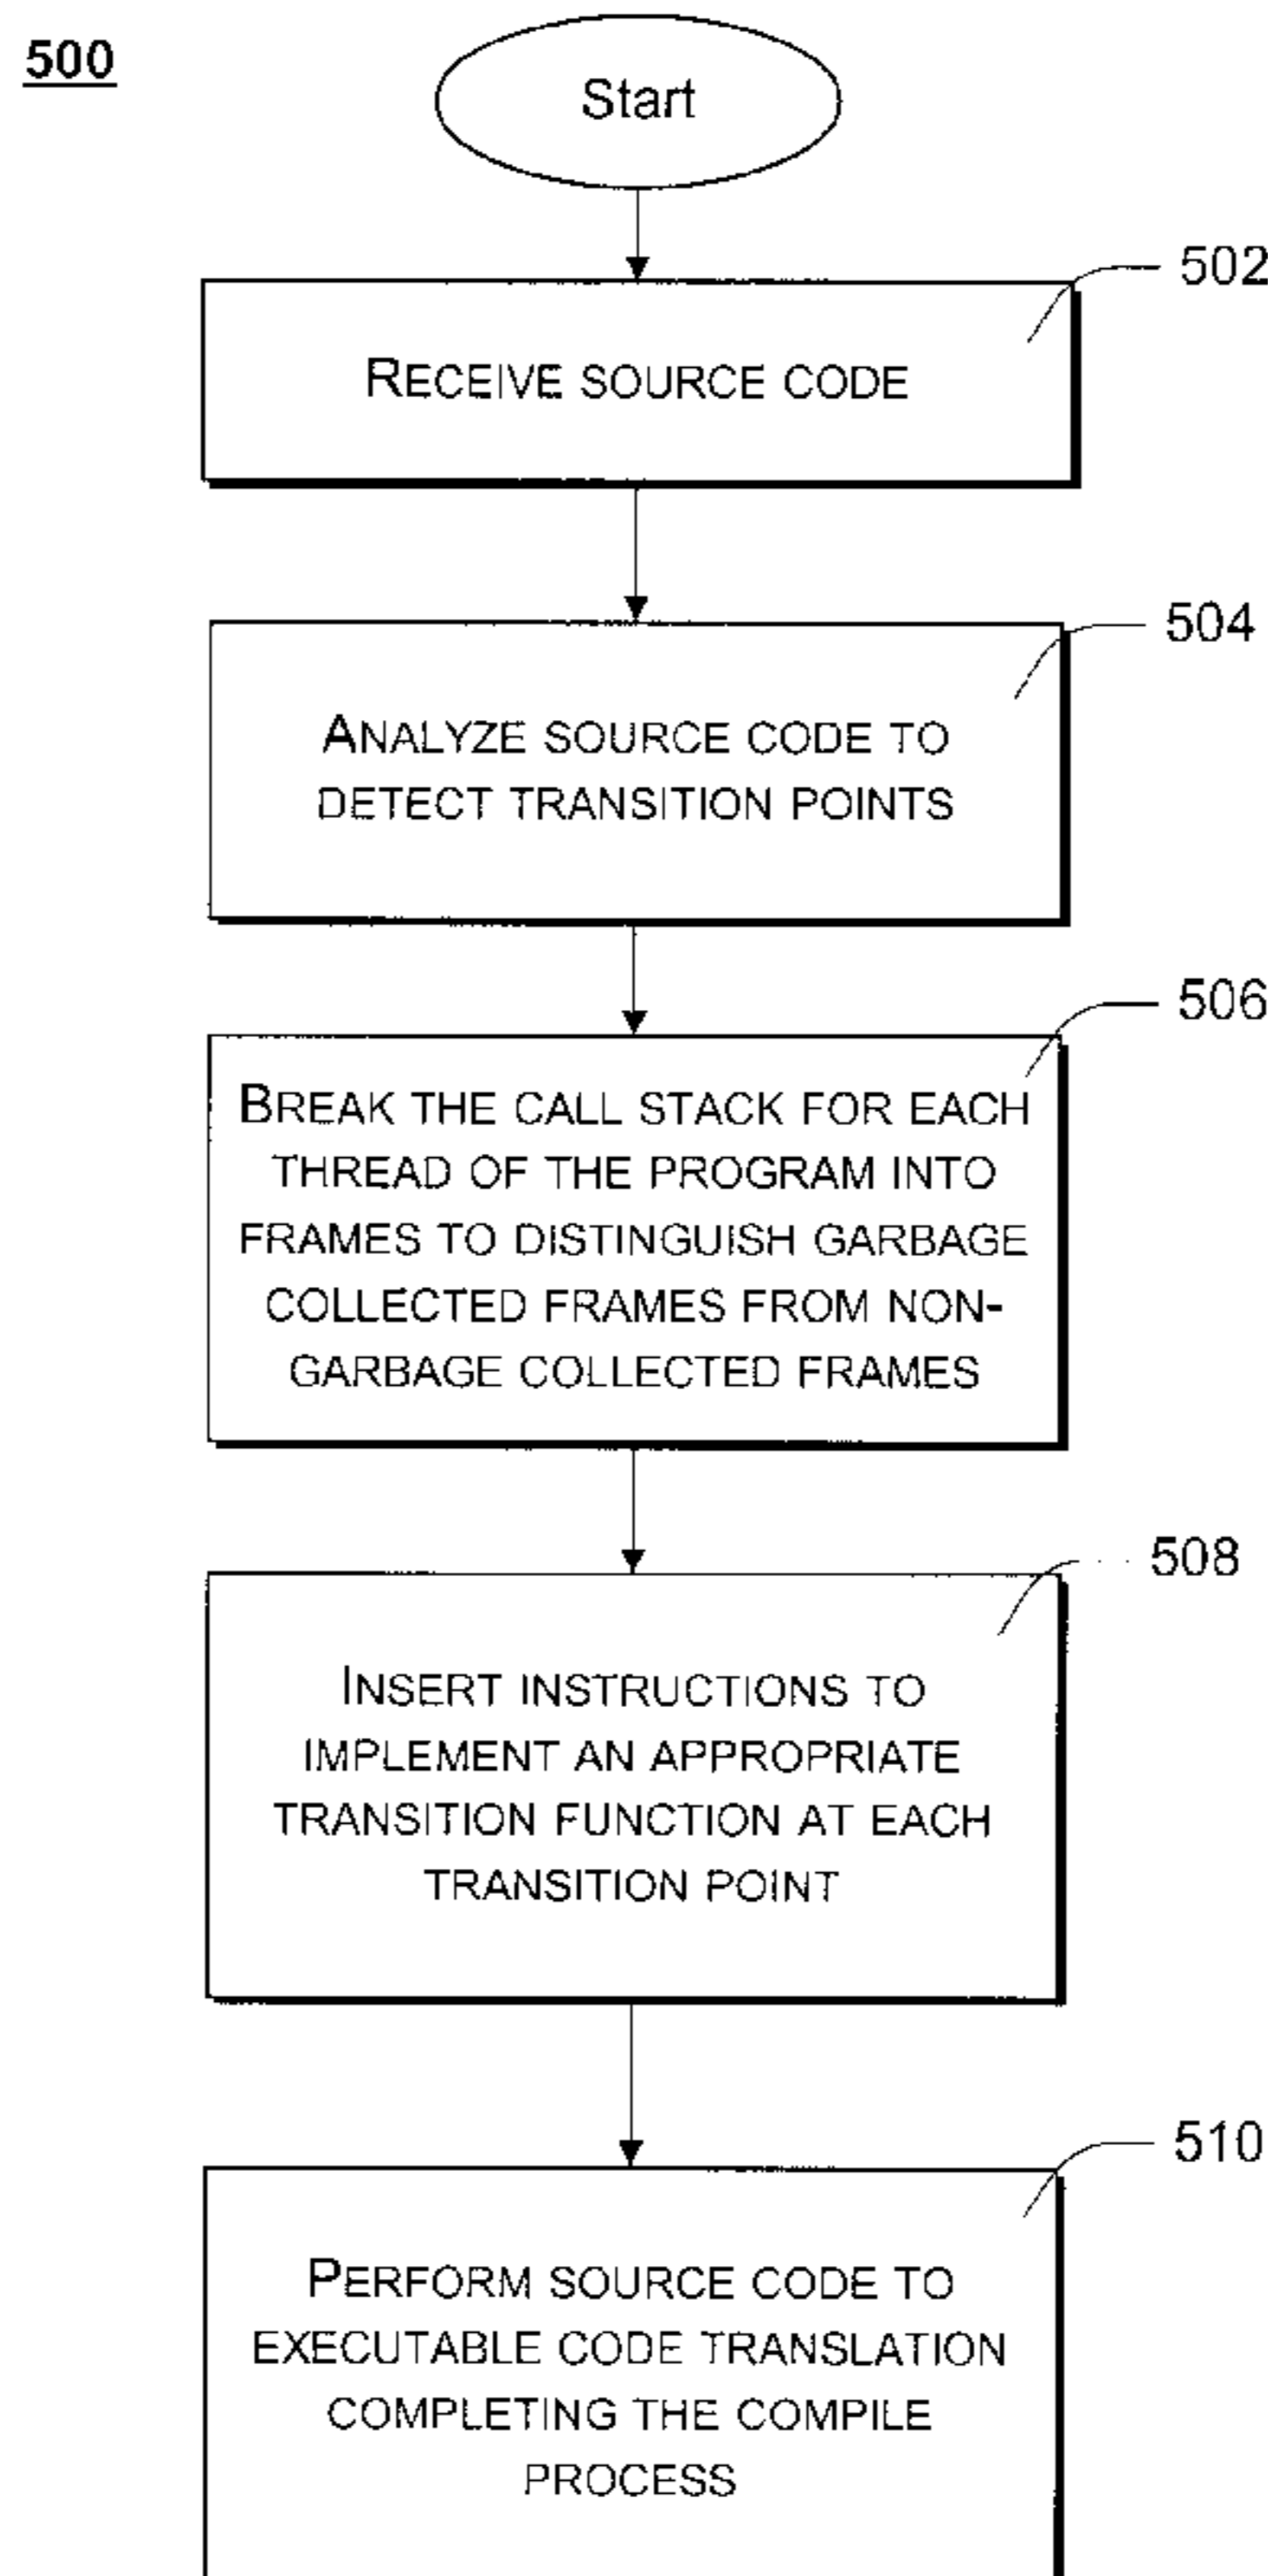 500
Start
502
RECEIVE SOURCE CODE
504
ANALYZE SOURCE CODE TO
DETECT TRANSITION POINTS
506
BREAK THE CALL STACK FOR EACH
THREAD OF THE PROGRAM INTO
FRAMES TO DISTINGUISH GARBAGE
COLLECTED FRAMES FROM NON-
GARBAGE COLLECTED FRAMES
508
INSERT INSTRUCTIONS TO
IMPLEMENT AN APPROPRIATE
TRANSITION FUNCTION AT EACH
TRANSITION POINT
510
PERFORM SOURCE CODE TO
EXECUTABLE CODE TRANSLATION
COMPLETING THE COMPILE
PROCESS